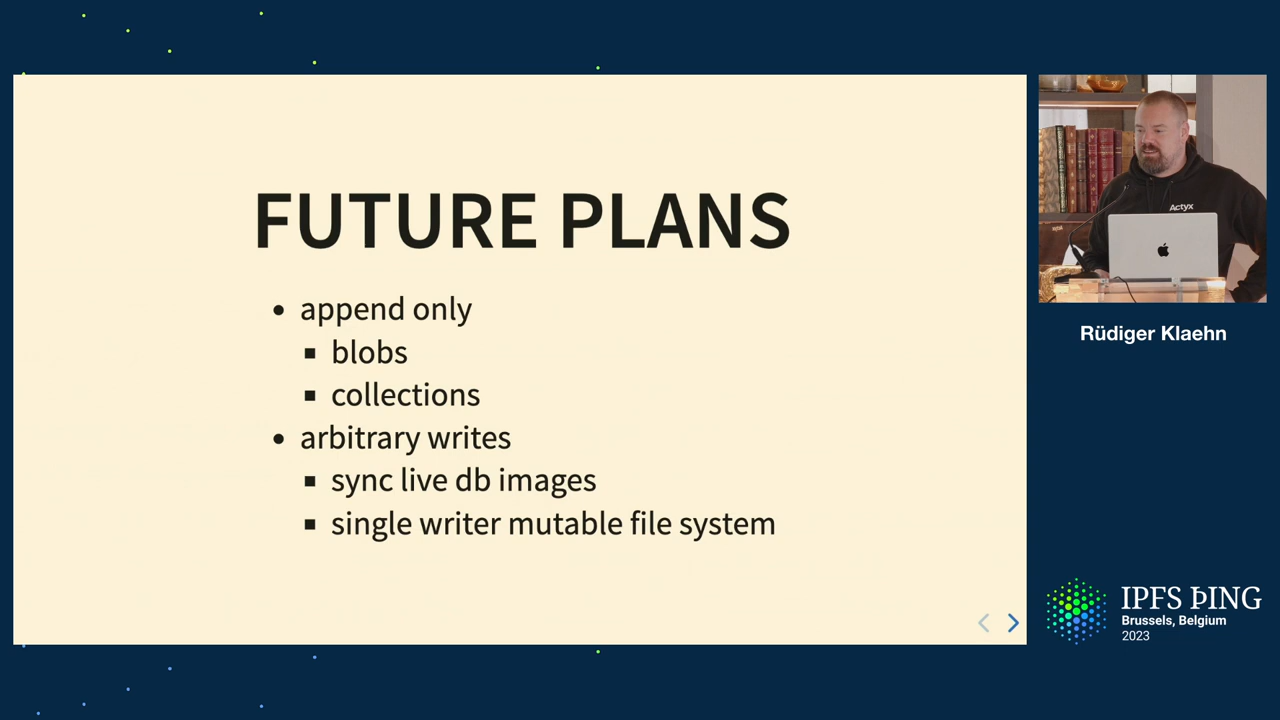 FUTURE PLANS
append only
blobs
collections
arbitrary writes
sync live db images
single writer mutable file system
Actyx
Rüdiger Klaehn
IPFS ÞING
Brussels, Belgium
2023